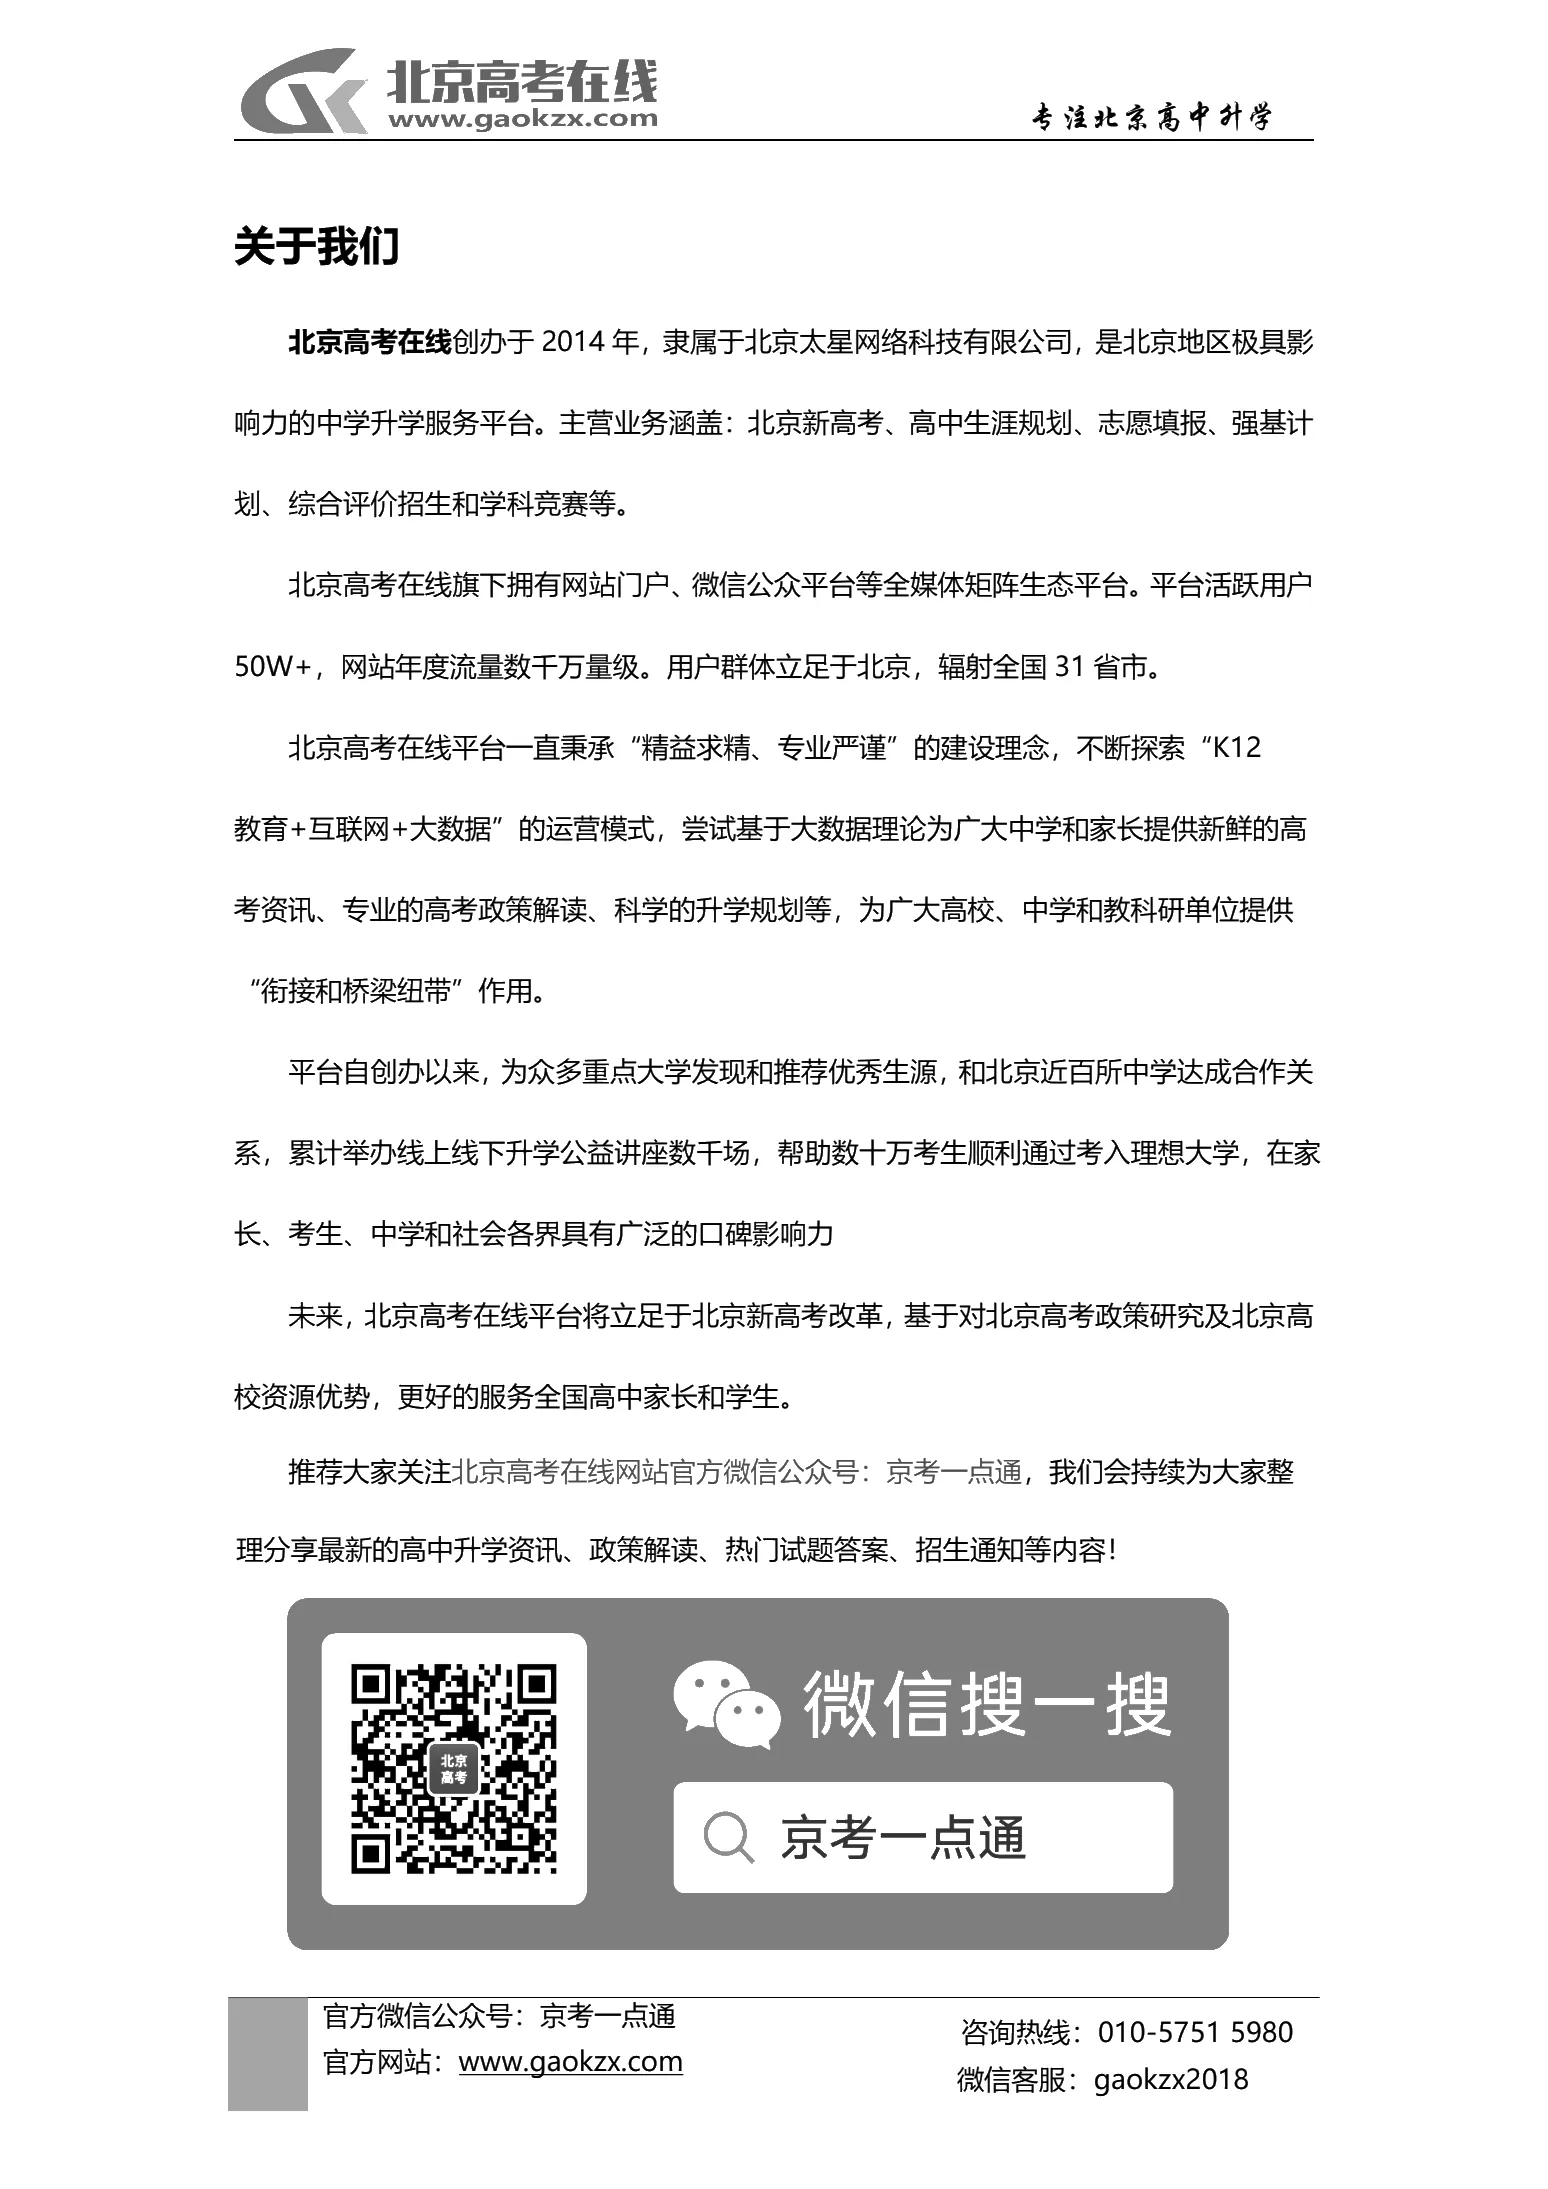 北京高考在线
www.gaokzx.com
专注北京高中升学
关于我们
北京高考在线创办于 2014 年，隶属于北京太星网络科技有限公司，是北京地区极具影
响力的中学升学服务平台。主营业务涵盖：北京新高考、高中生涯规划、志愿填报、强基计
划、综合评价招生和学科竞赛等。
北京高考在线旗下拥有网站门户、微信公众平台等全媒体矩阵生态平台。平台活跃用户
50W+，网站年度流量数千万量级。用户群体立足于北京，辐射全国 31 省市。
北京高考在线平台一直秉承“精益求精、专业严谨”的建设理念，不断探索“K12
教育+互联网+大数据”的运营模式，尝试基于大数据理论为广大中学和家长提供新鲜的高
考资讯、专业的高考政策解读、科学的升学规划等，为广大高校、中学和教科研单位提供
“衔接和桥梁纽带”作用。
平台自创办以来，为众多重点大学发现和推荐优秀生源，和北京近百所中学达成合作关
系，累计举办线上线下升学公益讲座数千场，帮助数十万考生顺利通过考入理想大学，在家
长、考生、中学和社会各界具有广泛的口碑影响力
未来，北京高考在线平台将立足于北京新高考改革，基于对北京高考政策研究及北京高
校资源优势，更好的服务全国高中家长和学生。
推荐大家关注北京高考在线网站官方微信公众号：京考一点通，我们会持续为大家整
理分享最新的高中升学资讯、政策解读、热门试题答案、招生通知等内容！
北京
高考
微信搜一搜
京考一点通
官方微信公众号：京考一点通
官方网站：www.gaokzx.com
咨询热线：010-5751 5980
微信客服：gaokzx2018